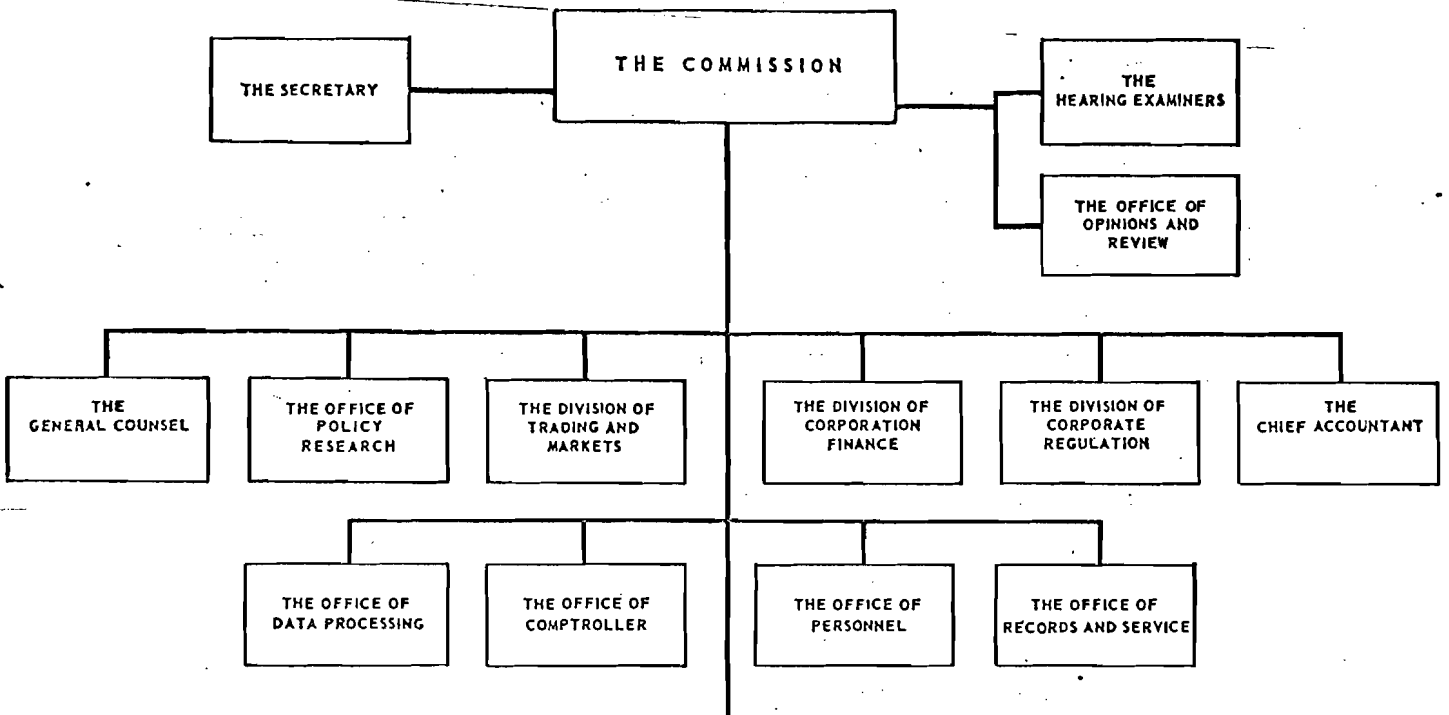 THE COMMISSION
THE SECRETARY
THE
HEARING EXAMINERS
THE OFFICE OF
OPINIONS AND
REVIEW
THE
GENERAL COUNSEL
THE OFFICE OF
POLICY
RESEARCH
THE DIVISION OF
TRADING AND
MARKETS
THE DIVISION OF
CORPORATION
FINANCE
THE DIVISION OF
CORPORATE
REGULATION
THE
CHIEF ACCOUNTANT
THE OFFICE OF
DATA PROCESSING
THE OFFICE OF
COMPTROLLER
THE OFFICE OF
PERSONNEL
THE OFFICE OF
RECORDS AND SERVICE